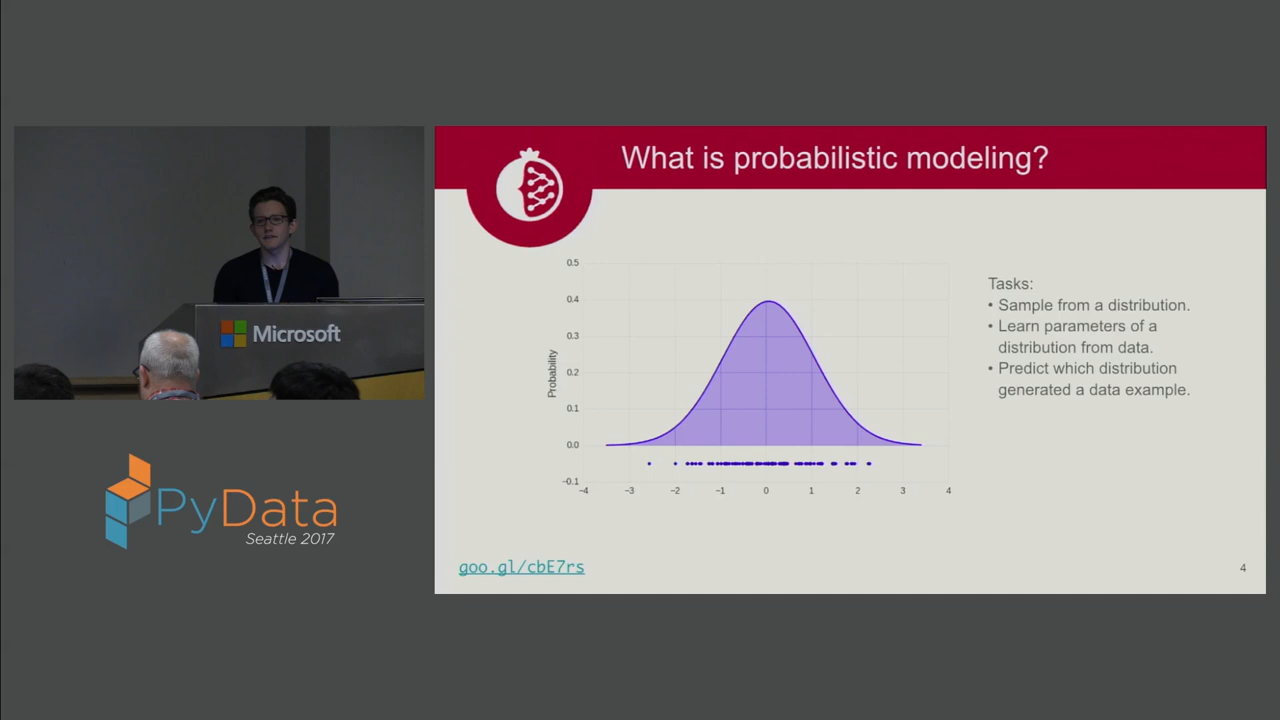 What is probabilistic modeling?
Microsoft
PyData
Seattle 2017
0.5
0.4
0.3
0.2
0.1
0.0
−0.1
Probability
−4 −3 −2 −1 0 1 2 3 4
Tasks:
• Sample from a distribution.
• Learn parameters of a
distribution from data.
• Predict which distribution
generated a data example.
goo.gl/cbE7rs
4